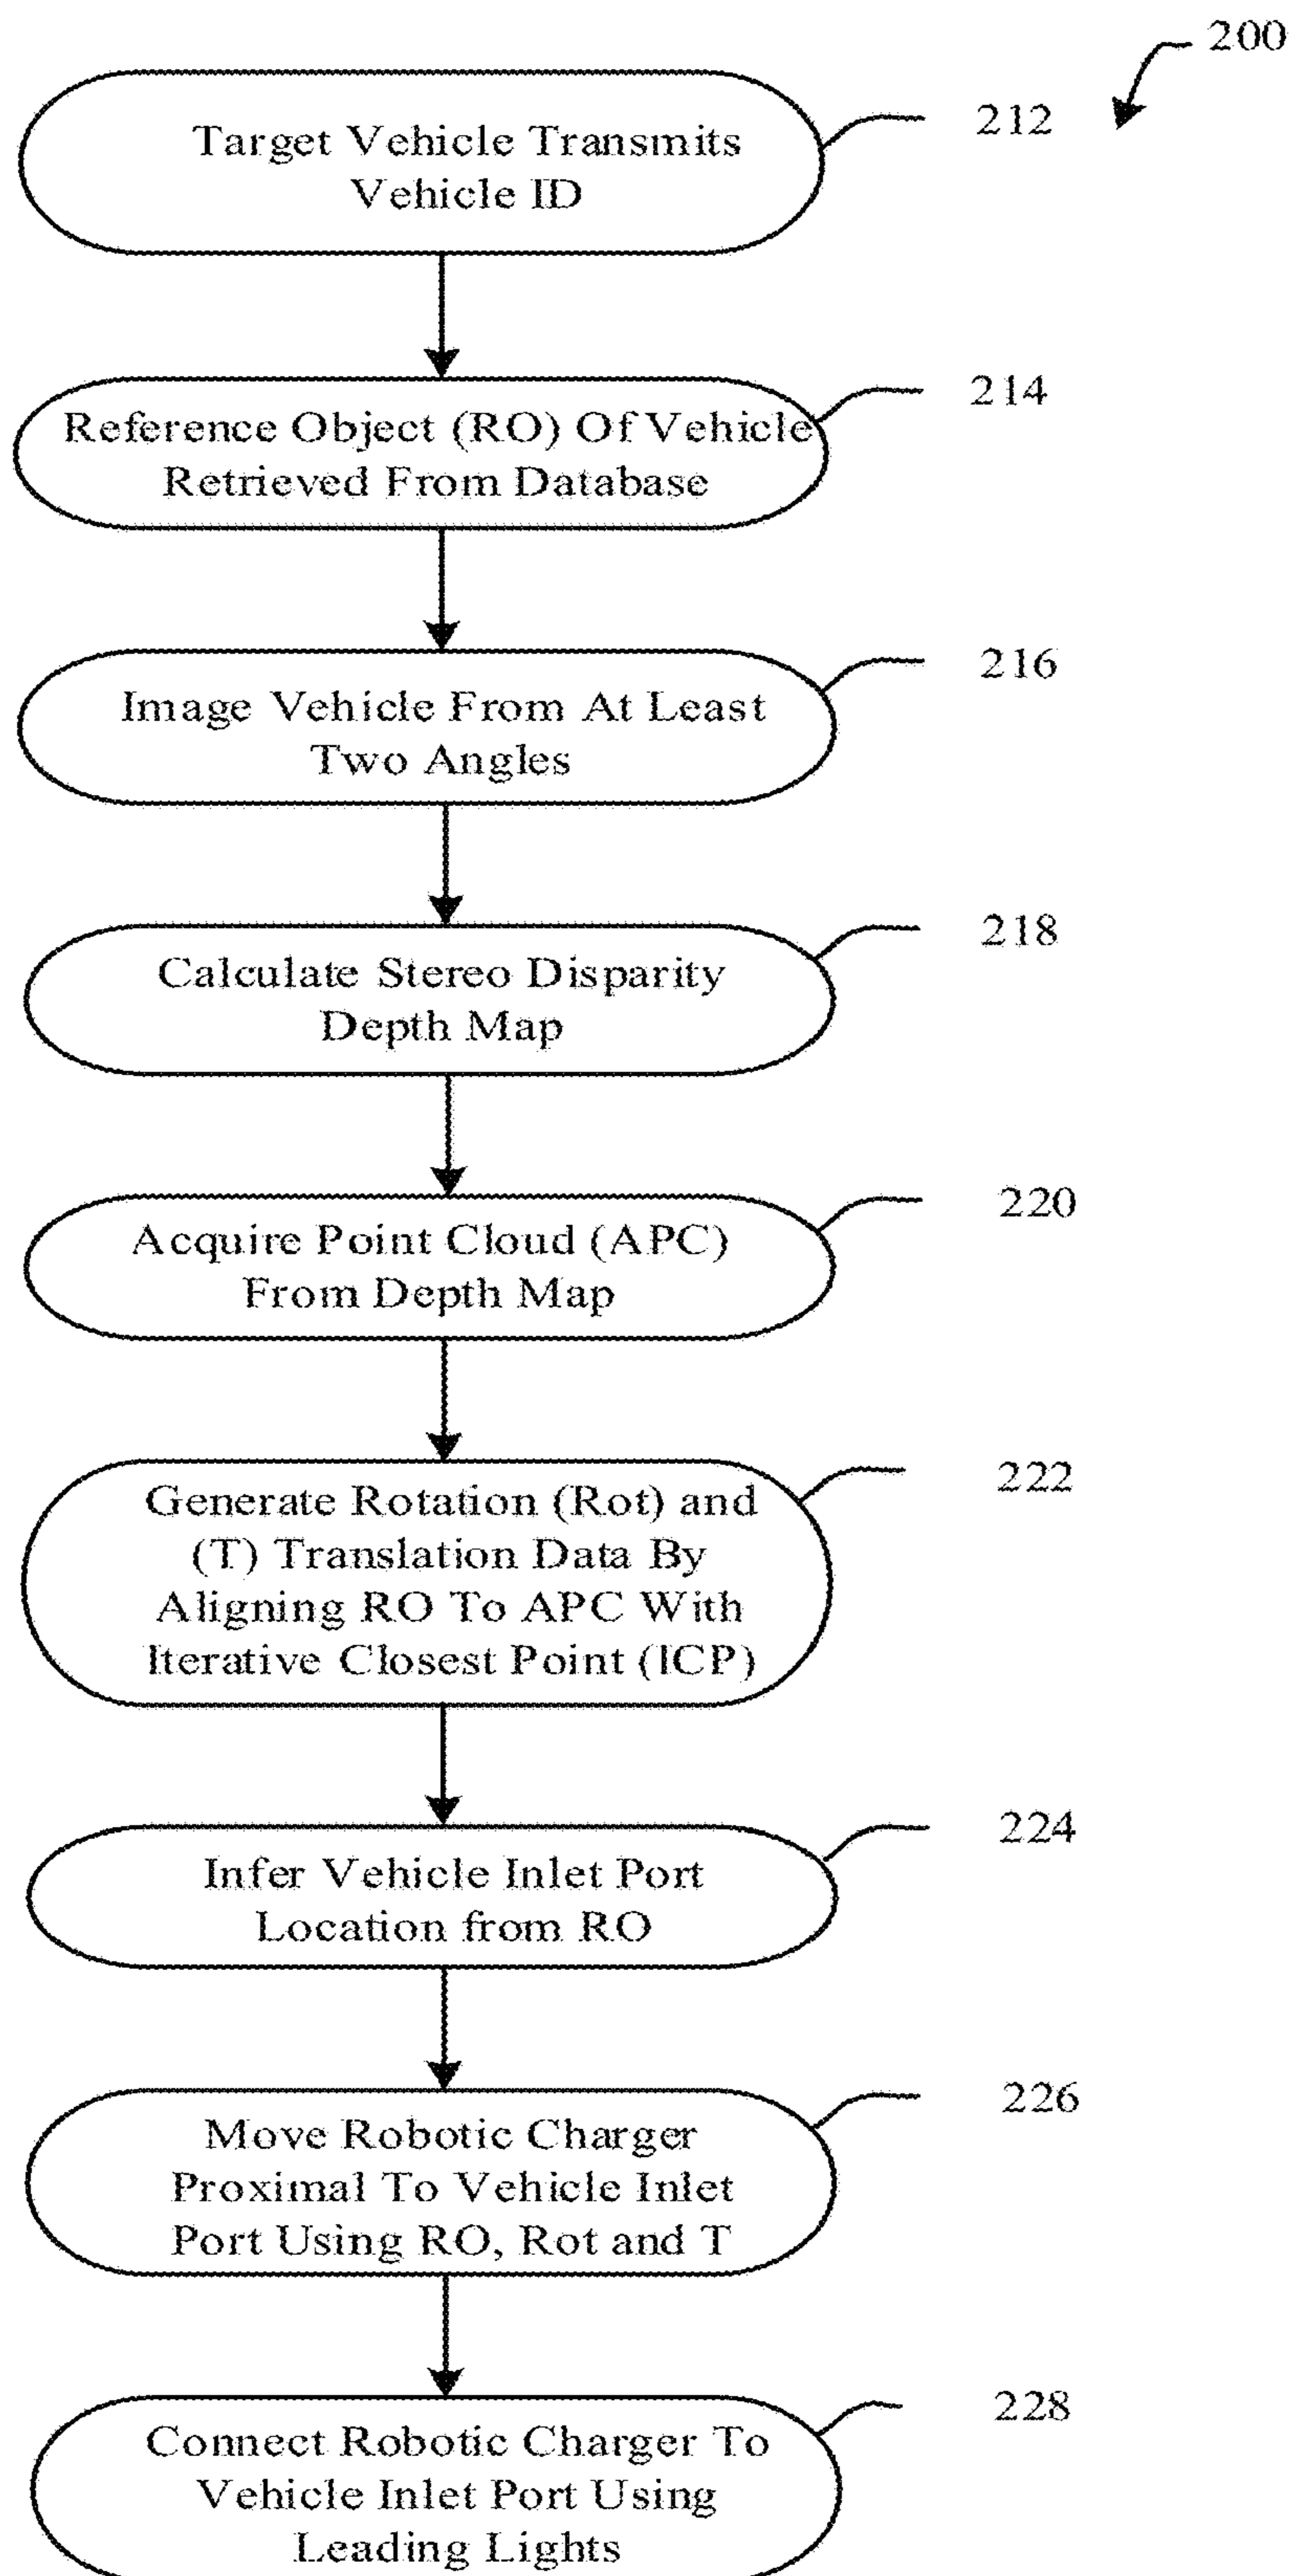 200
Target Vehicle Transmits
Vehicle ID
212
Reference Object (RO) Of Vehicle
Retrieved From Database
214
Image Vehicle From At Least
Two Angles
216
Calculate Stereo Disparity
Depth Map
218
Acquire Point Cloud (APC)
From Depth Map
220
Generate Rotation (Rot) and
(T) Translation Data By
Aligning RO To APC With
Iterative Closest Point (ICP)
222
Infer Vehicle Inlet Port
Location from RO
224
Move Robotic Charger
Proximal To Vehicle Inlet
Port Using RO, Rot and T
226
Connect Robotic Charger To
Vehicle Inlet Port Using
Leading Lights
228